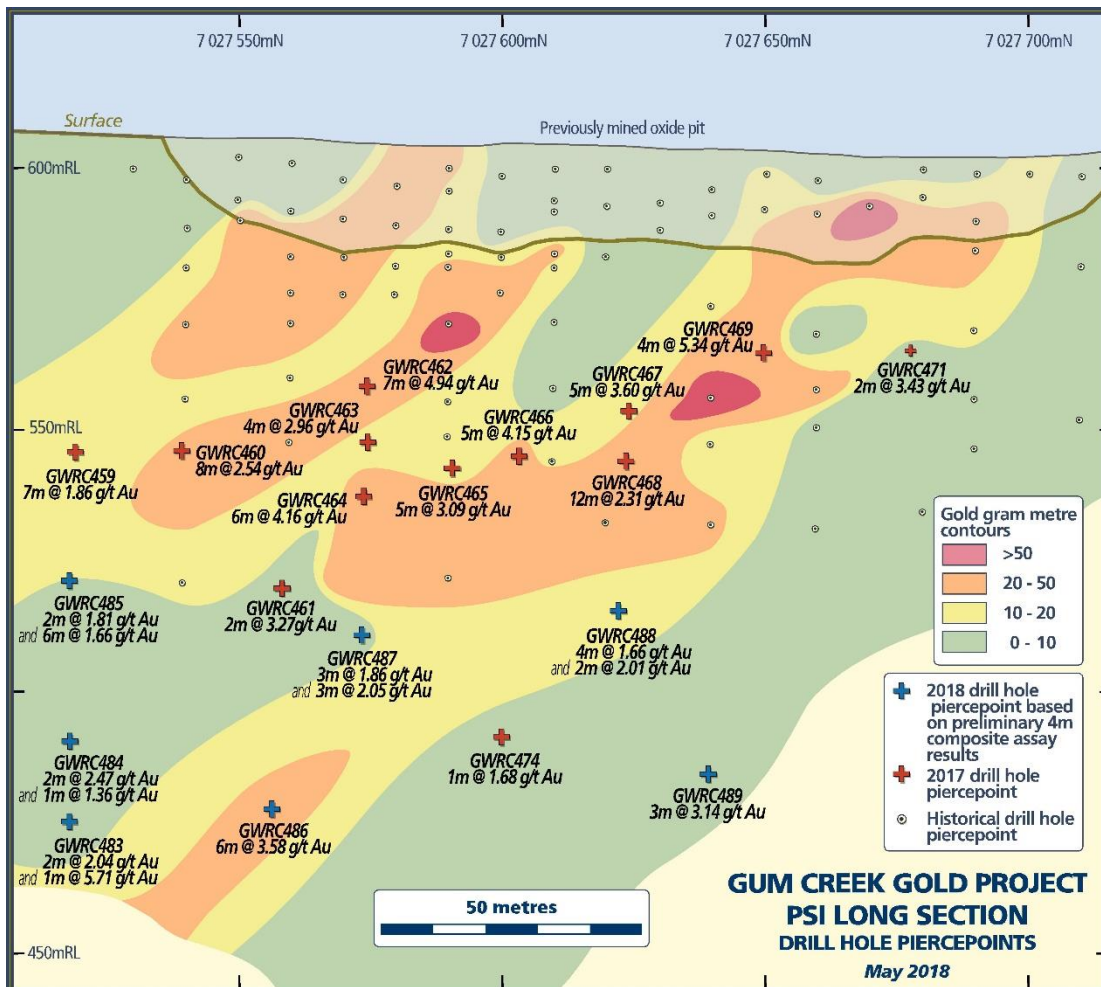 7 027 550mN
7 027 600mN
7 027 650mN
7 027 700mN
Surface
Previously mined oxide pit
600mRL
GWRC469
4m @ 5.34 g/t Au
GWRC471
2m @ 3.43 g/t Au
GWRC462
7m @ 4.94 g/t Au
GWRC467
5m @ 3.60 g/t Au
GWRC463
4m @ 2.96 g/t Au
GWRC466
5m @ 4.15 g/t Au
550mRL
GWRC460
8m @ 2.54 g/t Au
GWRC459
7m @ 1.86 g/t Au
GWRC464
6m @ 4.16 g/t Au
GWRC465
5m @ 3.09 g/t Au
GWRC468
12m @ 2.31 g/t Au
GWRC485
2m @ 1.81 g/t Au
and 6m @ 1.66 g/t Au
GWRC461
2m @ 3.27g/t Au
GWRC487
3m @ 1.86 g/t Au
and 3m @ 2.05 g/t Au
GWRC488
4m @ 1.66 g/t Au
and 2m @ 2.01 g/t Au
GWRC484
2m @ 2.47 g/t Au
and 1m @ 1.36 g/t Au
GWRC474
1m @ 1.68 g/t Au
GWRC489
3m @ 3.14 g/t Au
GWRC483
2m @ 2.04 g/t Au
and 1m @ 5.71 g/t Au
GWRC486
6m @ 3.58 g/t Au
450mRL
50 metres
Gold gram metre
contours
>50
20 - 50
10 - 20
0 - 10
2018 drill hole
piercepoint based
on preliminary 4m
composite assay
results
2017 drill hole
piercepoint
Historical drill hole
piercepoint
GUM CREEK GOLD PROJECT
PSI LONG SECTION
DRILL HOLE PIERCEPOINTS
May 2018